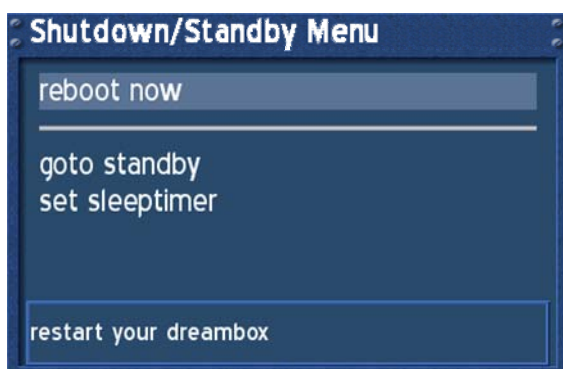 Shutdown/Standby Menu
reboot now
goto standby
set sleeptimer
restart your dreambox